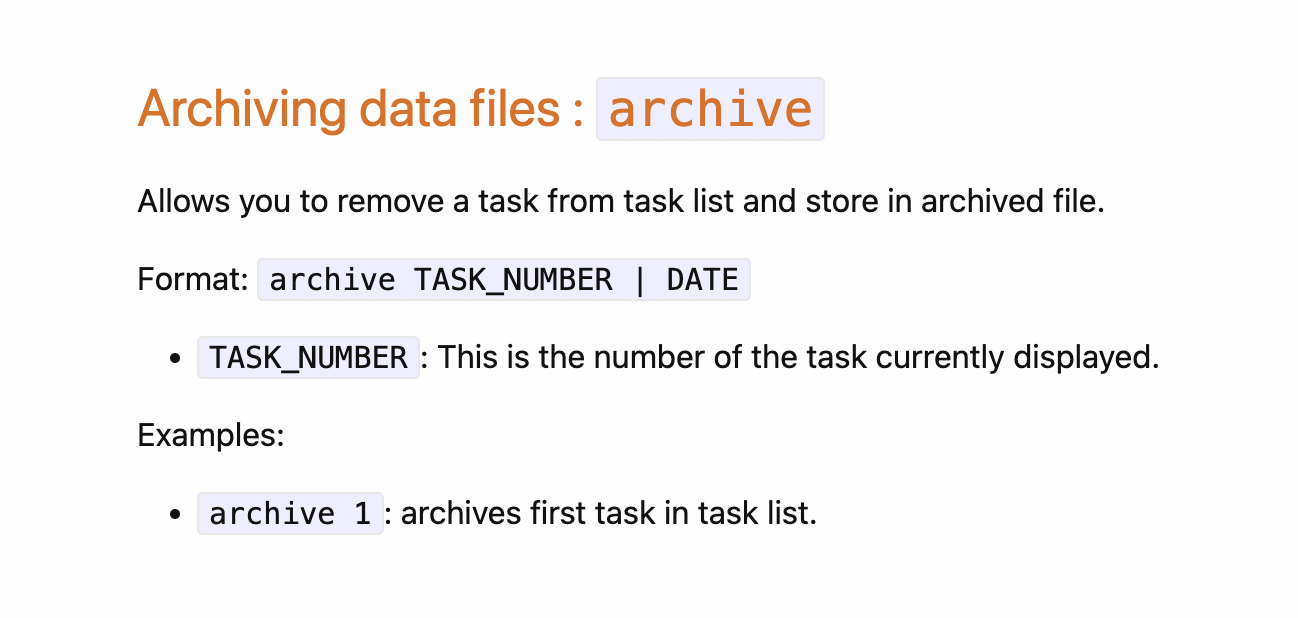 Archiving data files : archive
Allows you to remove a task from task list and store in archived file.
Format: archive TASK_NUMBER | DATE
• TASK_NUMBER : This is the number of the task currently displayed.
Examples:
• archive 1 : archives first task in task list.